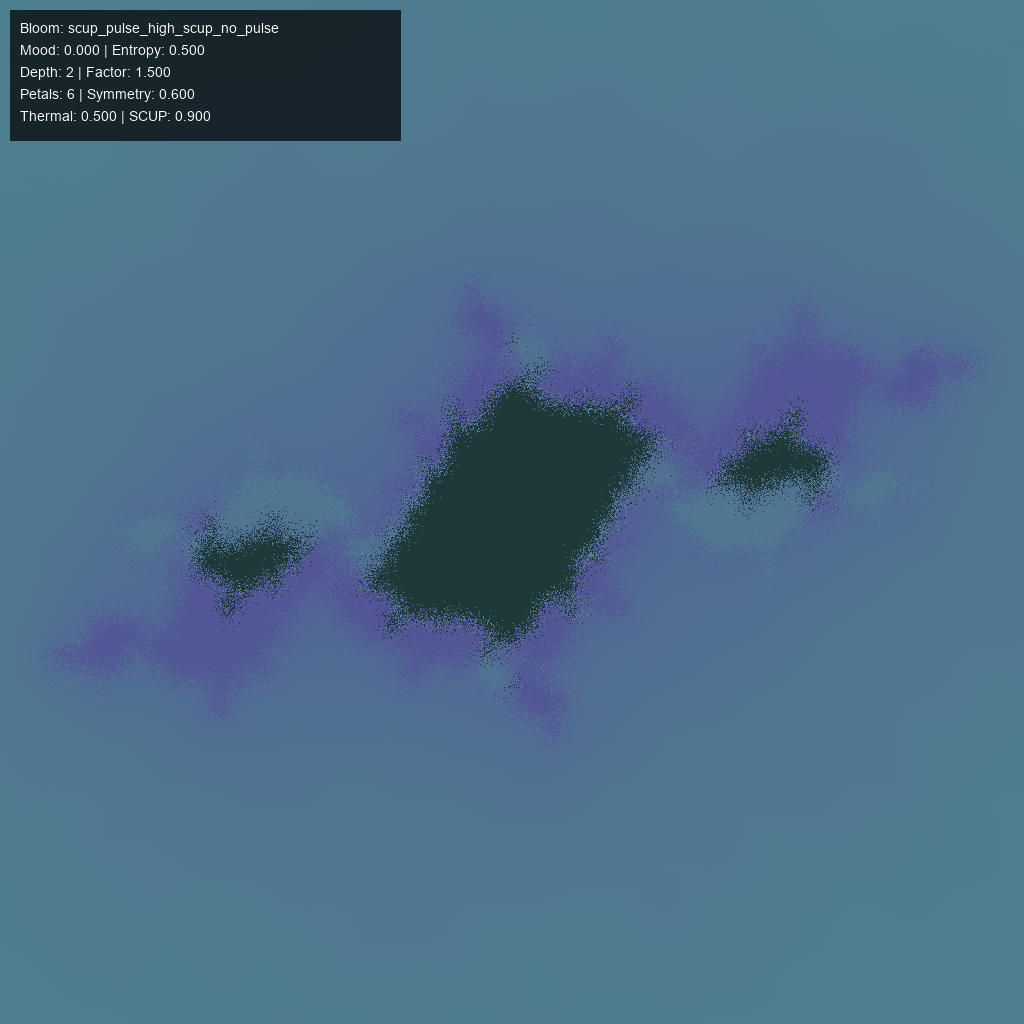 Bloom: scup_pulse_high_scup_no_pulse
Mood: 0.000 | Entropy: 0.500
Depth: 2 | Factor: 1.500
Petals: 6 | Symmetry: 0.600
Thermal: 0.500 | SCUP: 0.900